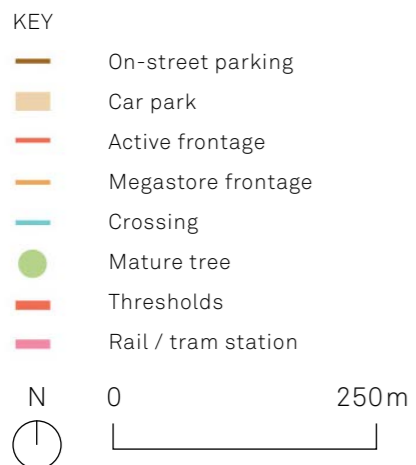 KEY
On-street parking
Car park
Active frontage
Megastore frontage
Crossing
Mature tree
Thresholds
Rail / tram station
N 0 250m